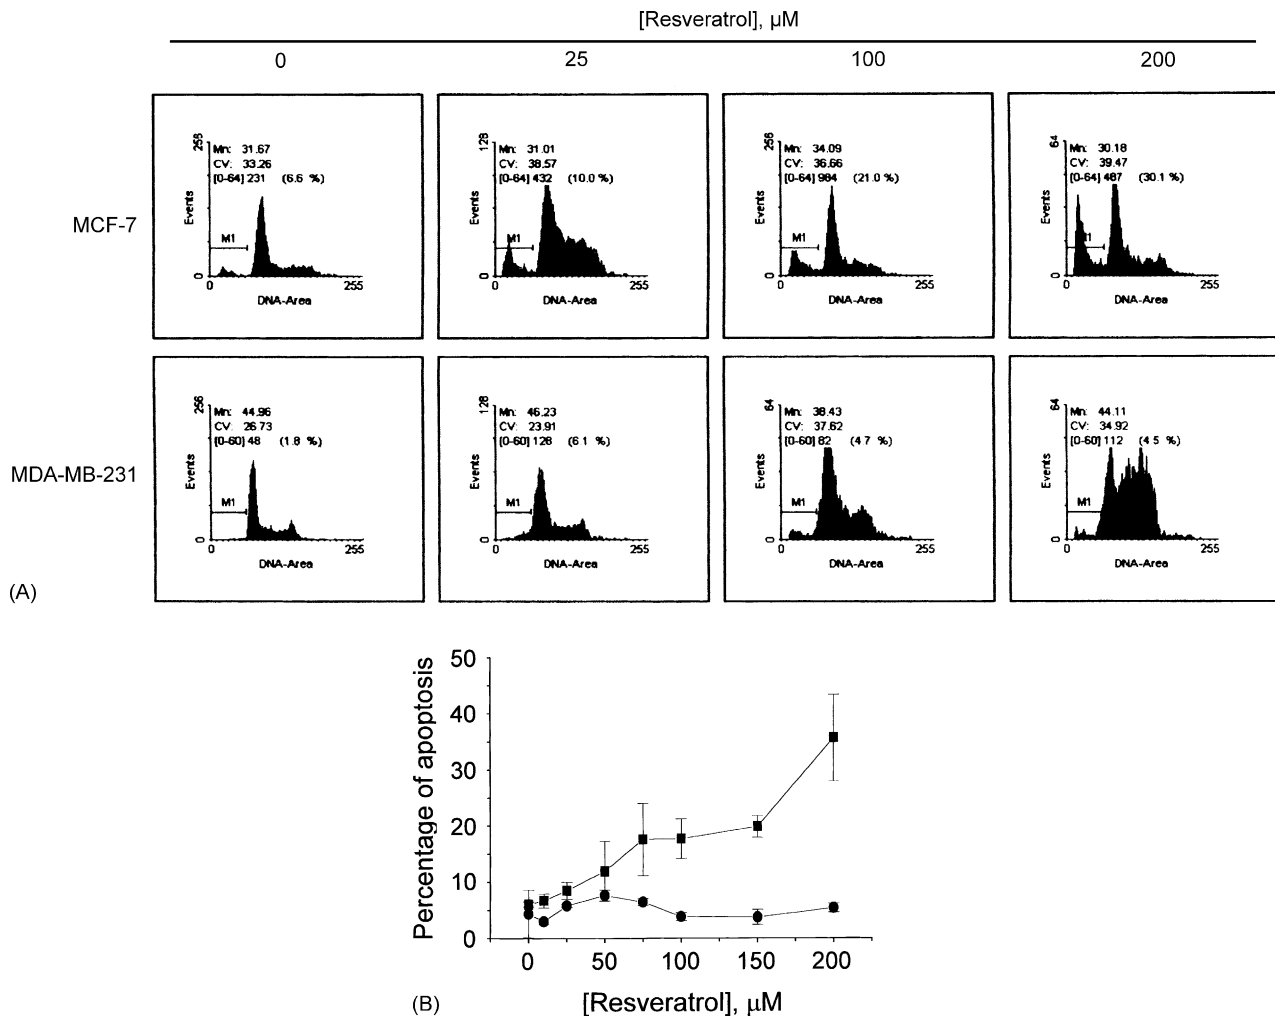 [Resveratrol], µM
0 25 100 200
MCF-7
256
Mn: 31.67
CV: 33.26
[0-64] 231 (6.6 %)
Events
M1
0
0 255
DNA-Area
128
Mn: 31.01
CV: 38.57
[0-64] 432 (10.0 %)
Events
M1
0
0 255
DNA-Area
256
Mn: 34.09
CV: 36.66
[0-64] 984 (21.0 %)
Events
M1
0
0 255
DNA-Area
64
Mn: 30.18
CV: 39.47
[0-64] 487 (30.1 %)
Events
M1
0
0 255
DNA-Area
MDA-MB-231
256
Mn: 44.96
CV: 26.73
[0-60] 48 (1.8 %)
Events
M1
0
0 255
DNA-Area
128
Mn: 46.23
CV: 23.91
[0-60] 128 (6.1 %)
Events
M1
0
0 255
DNA-Area
64
Mn: 38.43
CV: 37.62
[0-60] 82 (4.7 %)
Events
M1
0
0 255
DNA-Area
64
Mn: 44.11
CV: 34.92
[0-60] 112 (4.5 %)
Events
M1
0
0 255
DNA-Area
(A)
Percentage of apoptosis
50
40
30
20
10
0
0 50 100 150 200
[Resveratrol], µM
(B)